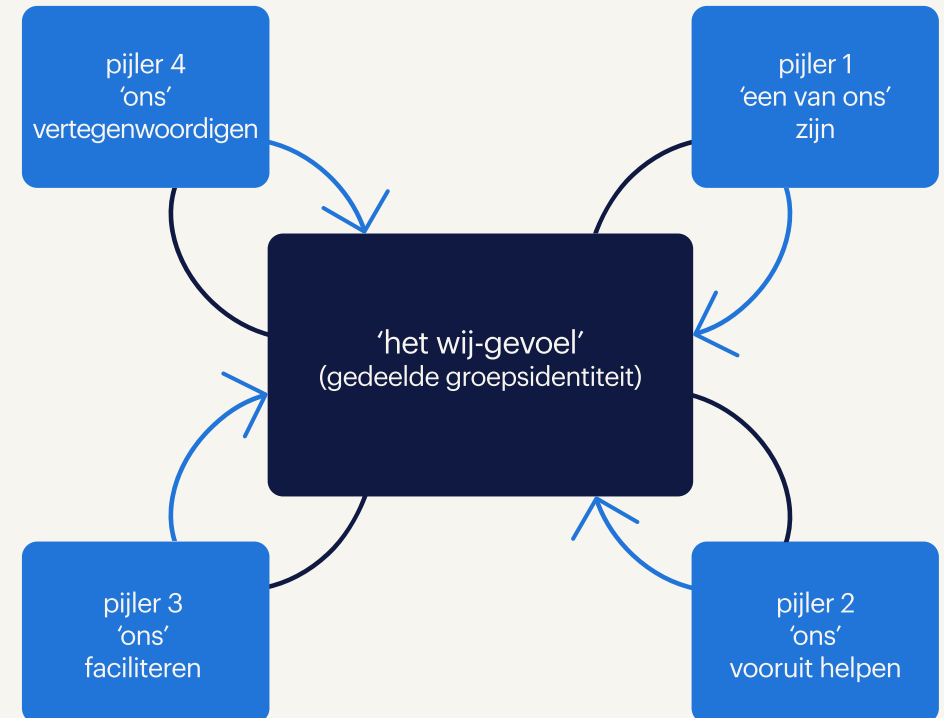 pijler 4
‘ons’
vertegenwoordigen
pijler 1
‘een van ons’
zijn
‘het wij-gevoel’
(gedeelde groepsidentiteit)
pijler 3
‘ons’
faciliteren
pijler 2
‘ons’
vooruit helpen